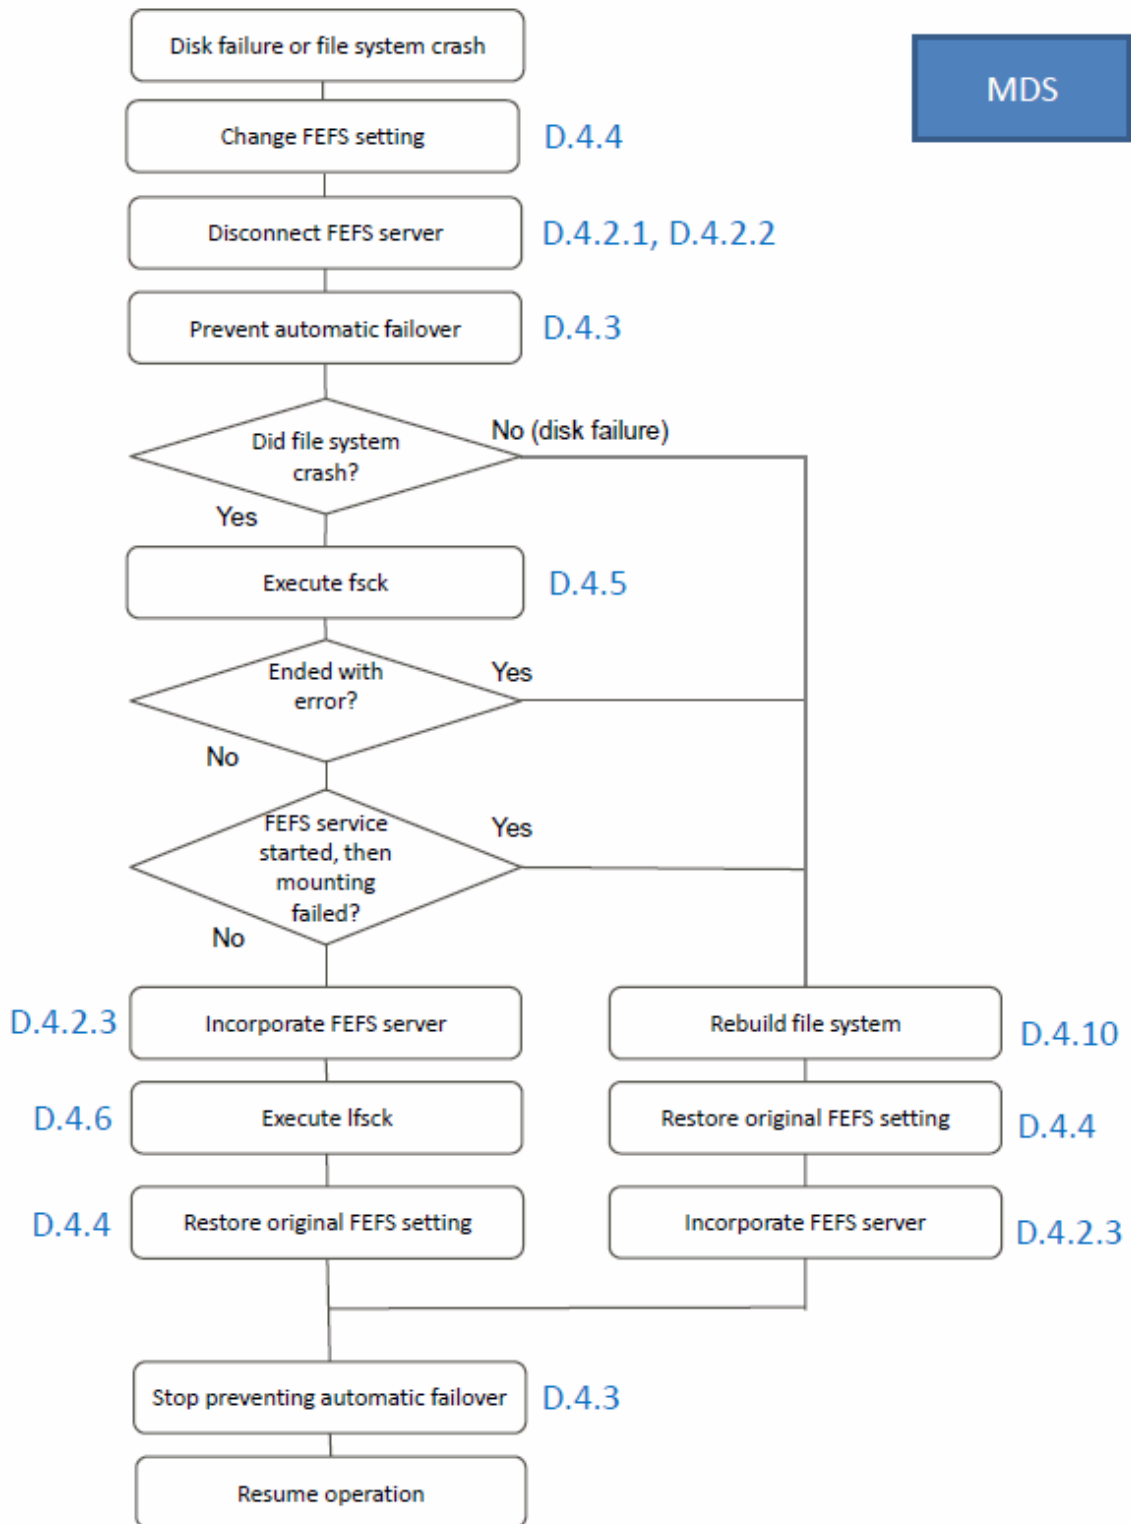 Disk failure or file system crash
MDS
Change FEFS setting
D.4.4
Disconnect FEFS server
D.4.2.1, D.4.2.2
Prevent automatic failover
D.4.3
Did file system
crash?
No (disk failure)
Yes
Execute fsck
D.4.5
Ended with
error?
Yes
No
FEFS service
started, then
mounting
failed?
Yes
No
D.4.2.3
Incorporate FEFS server
Rebuild file system
D.4.10
D.4.6
Execute lfsck
Restore original FEFS setting
D.4.4
D.4.4
Restore original FEFS setting
Incorporate FEFS server
D.4.2.3
Stop preventing automatic failover
D.4.3
Resume operation